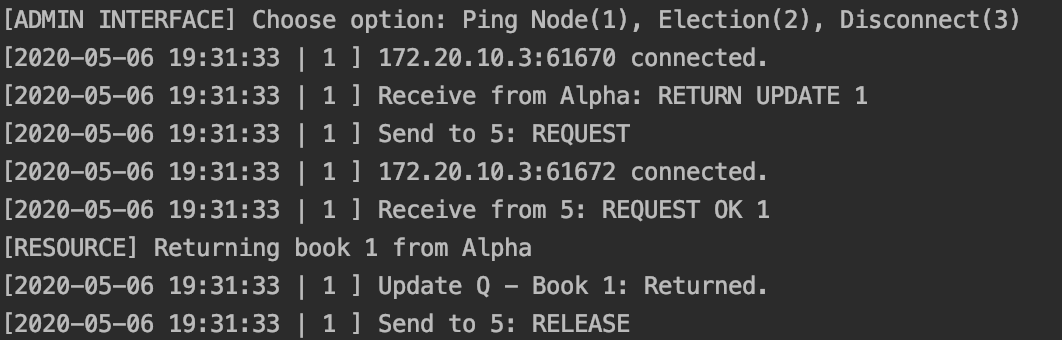 [ADMIN INTERFACE] Choose option: Ping Node(1), Election(2), Disconnect(3)
[2020-05-06 19:31:33 | 1 ] 172.20.10.3:61670 connected.
[2020-05-06 19:31:33 | 1 ] Receive from Alpha: RETURN UPDATE 1
[2020-05-06 19:31:33 | 1 ] Send to 5: REQUEST
[2020-05-06 19:31:33 | 1 ] 172.20.10.3:61672 connected.
[2020-05-06 19:31:33 | 1 ] Receive from 5: REQUEST OK 1
[RESOURCE] Returning book 1 from Alpha
[2020-05-06 19:31:33 | 1 ] Update Q - Book 1: Returned.
[2020-05-06 19:31:33 | 1 ] Send to 5: RELEASE